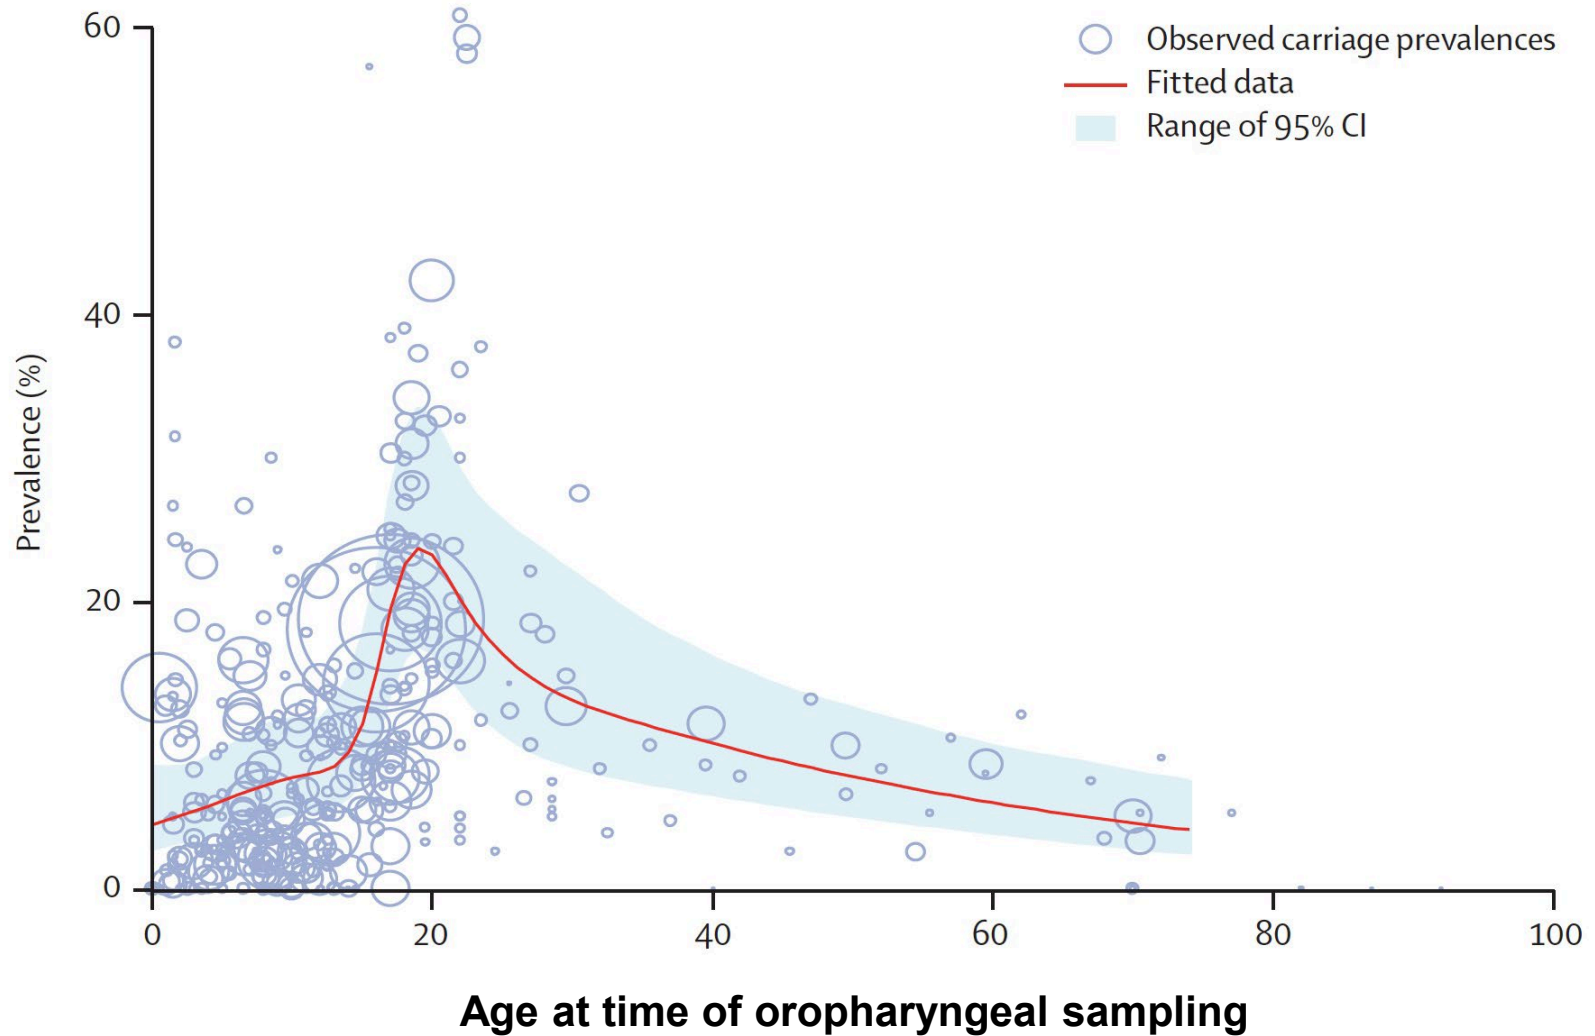 60
40
20
0
Prevalence (%)
Observed carriage prevalences
Fitted data
Range of 95% CI
0 20 40 60 80 100
Age at time of oropharyngeal sampling